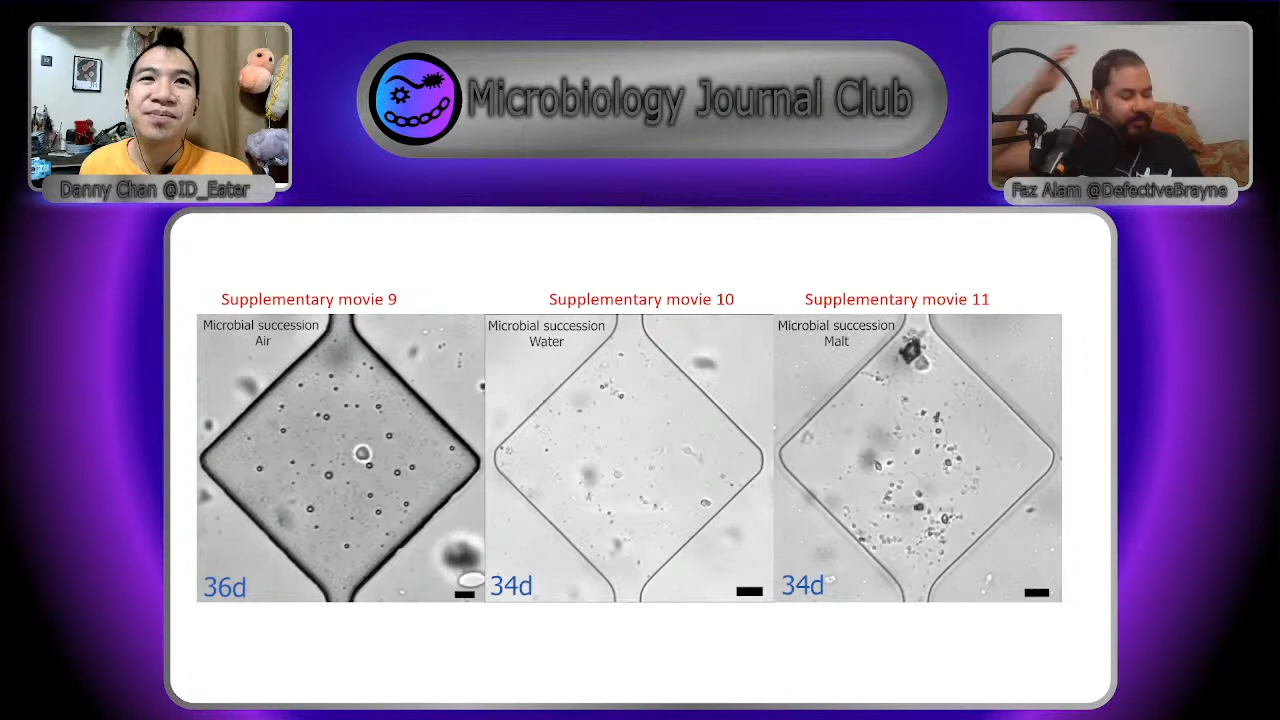 Microbiology Journal Club
Danny Chan @ID_Eater
Faz Alam @DefectiveBrayne
Supplementary movie 9
Supplementary movie 10
Supplementary movie 11
Microbial succession
Air
Microbial succession
Water
Microbial succession
Malt
36d
34d
34d